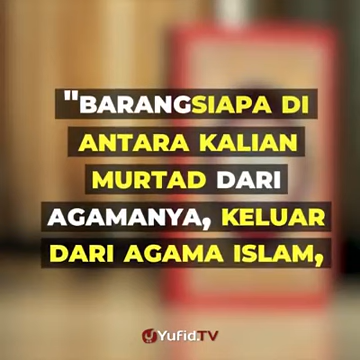 "BARANGSIAPA DI
ANTARA KALIAN
MURTAD DARI
AGAMANYA, KELUAR
DARI AGAMA ISLAM,
YUFID.TV